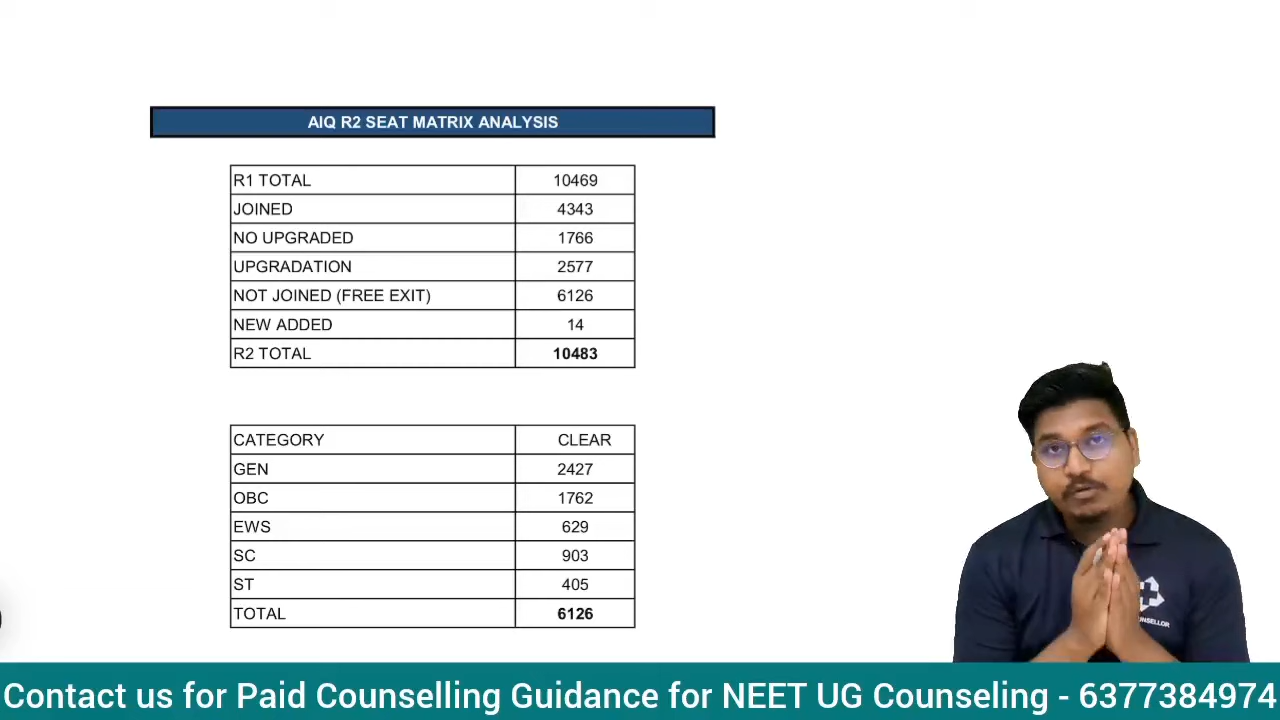 AIQ R2 SEAT MATRIX ANALYSIS
R1 TOTAL 10469
JOINED 4343
NO UPGRADED 1766
UPGRADATION 2577
NOT JOINED (FREE EXIT) 6126
NEW ADDED 14
R2 TOTAL 10483
CATEGORY CLEAR
GEN 2427
OBC 1762
EWS 629
SC 903
ST 405
TOTAL 6126
Contact us for Paid Counselling Guidance for NEET UG Counseling - 6377384974